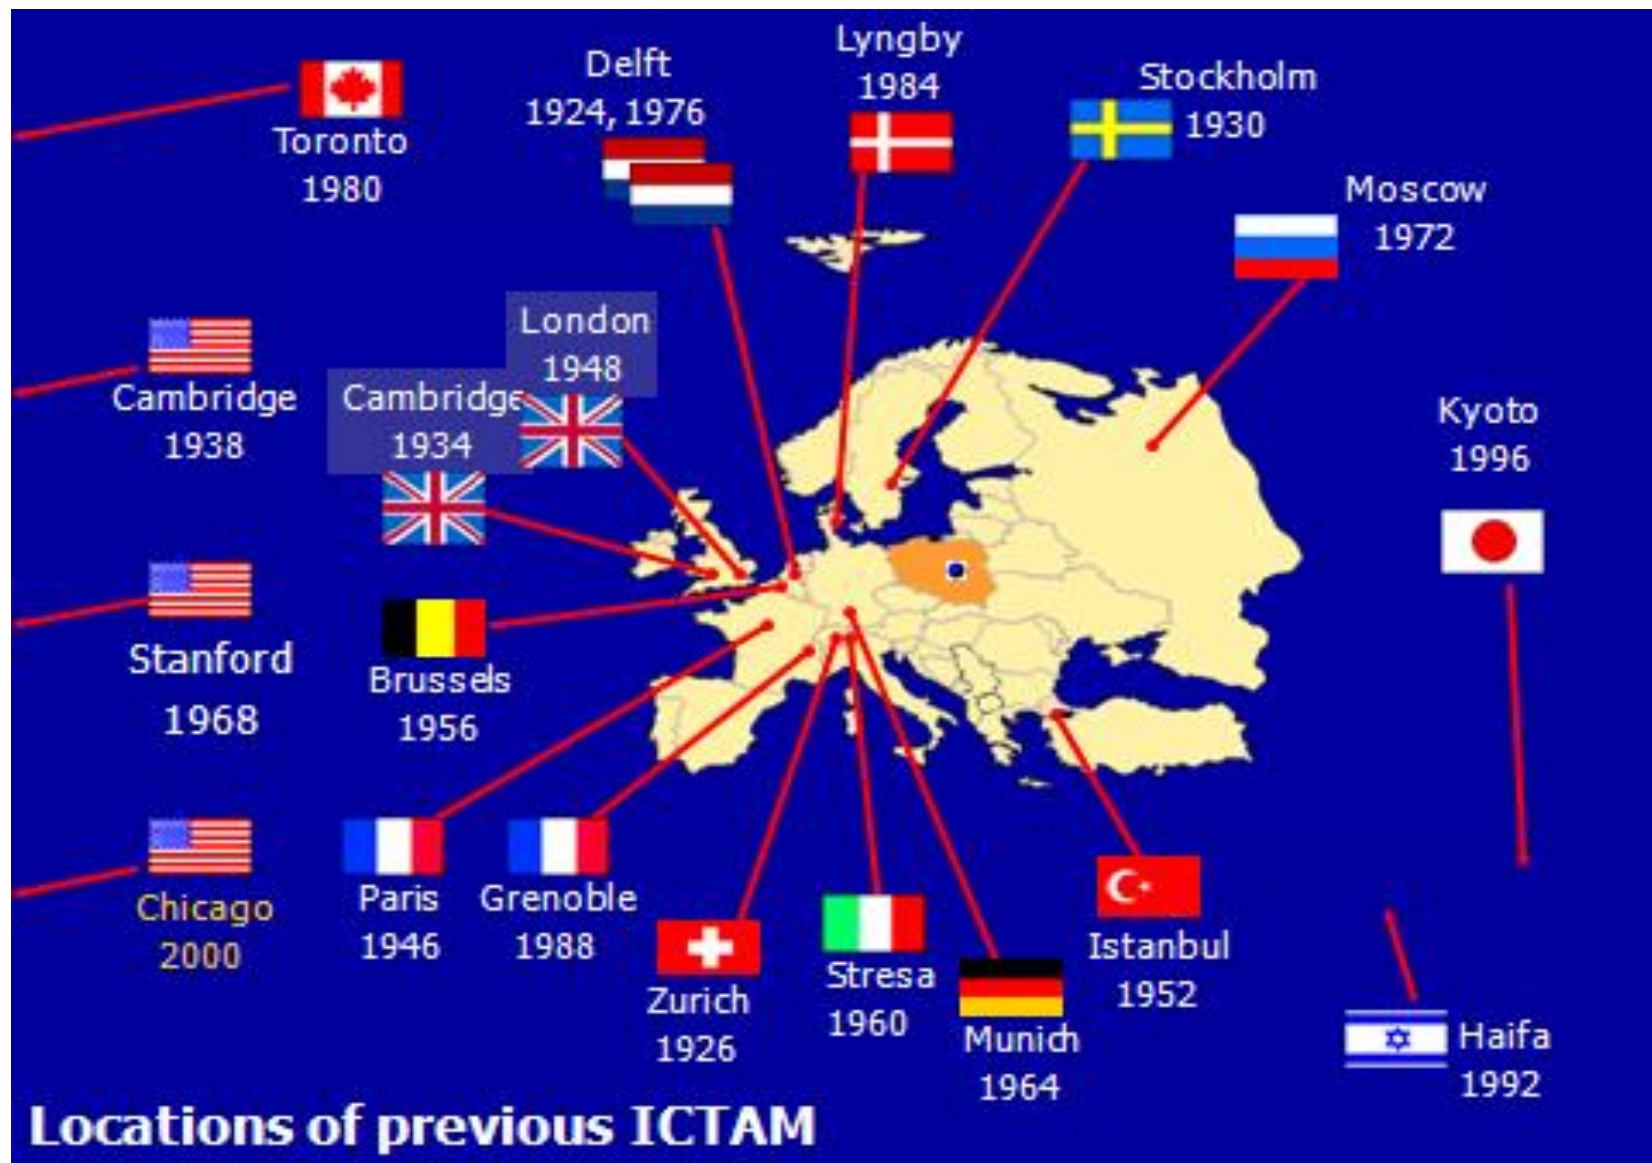 Delft
1924, 1976
Lyngby
1984
Stockholm
1930
Toronto
1980
Moscow
1972
London
1948
Cambridge
1938
Cambridge
1934
Kyoto
1996
Stanford
1968
Brussels
1956
Chicago
2000
Paris
1946
Grenoble
1988
Zurich
1926
Stresa
1960
Munich
1964
Istanbul
1952
Haifa
1992
Locations of previous ICTAM